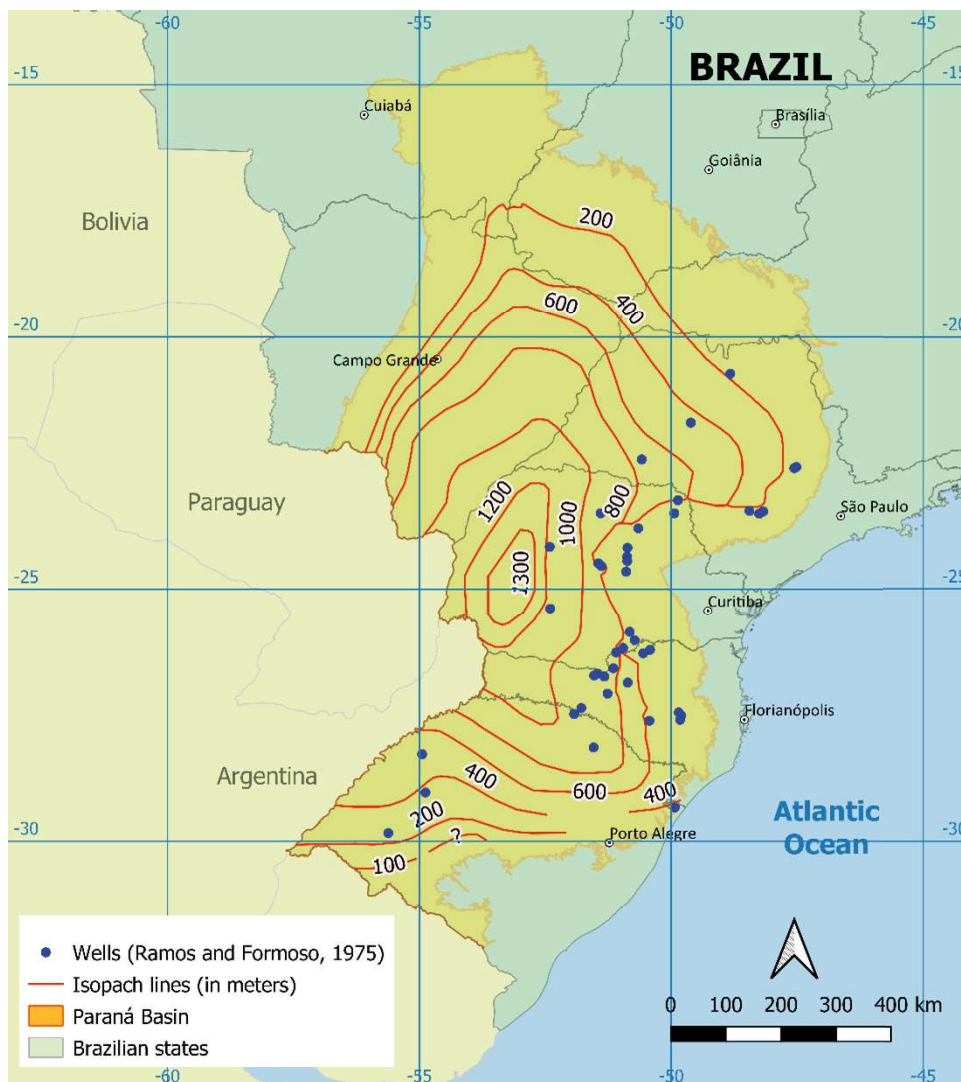 -60
-55
-50
-45
BRAZIL
-15
-15
Cuiabá
Brasília
Goiânia
Bolivia
200
400
600
-20
-20
Campo Grande
Paraguay
1200
1000
800
São Paulo
1300
-25
-25
Curitiba
Florianópolis
Argentina
400
600
400
200
Atlantic
Ocean
?
-30
-30
Porto Alegre
100
Wells (Ramos and Formoso, 1975)
Isopach lines (in meters)
Paraná Basin
Brazilian states
0 100 200 300 400 km
-60
-55
-50
-45